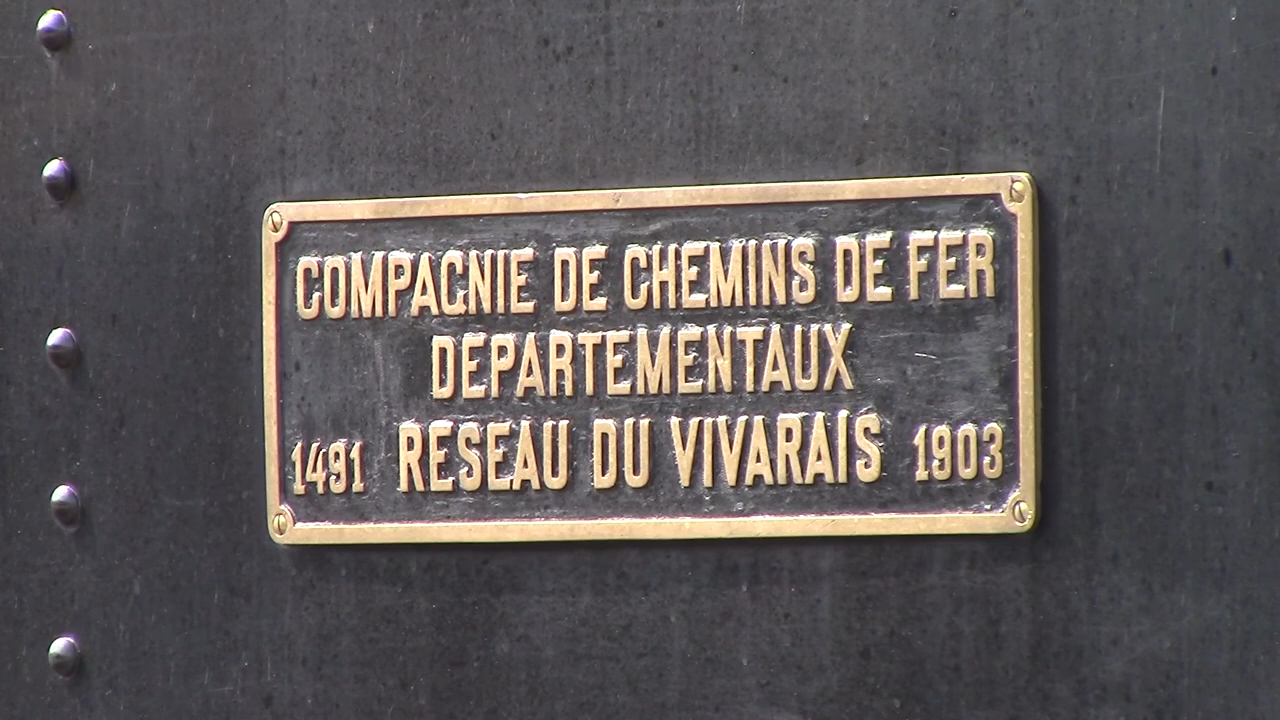 COMPAGNIE DE CHEMINS DE FER
DEPARTEMENTAUX
1491 RESEAU DU VIVARAIS 1903